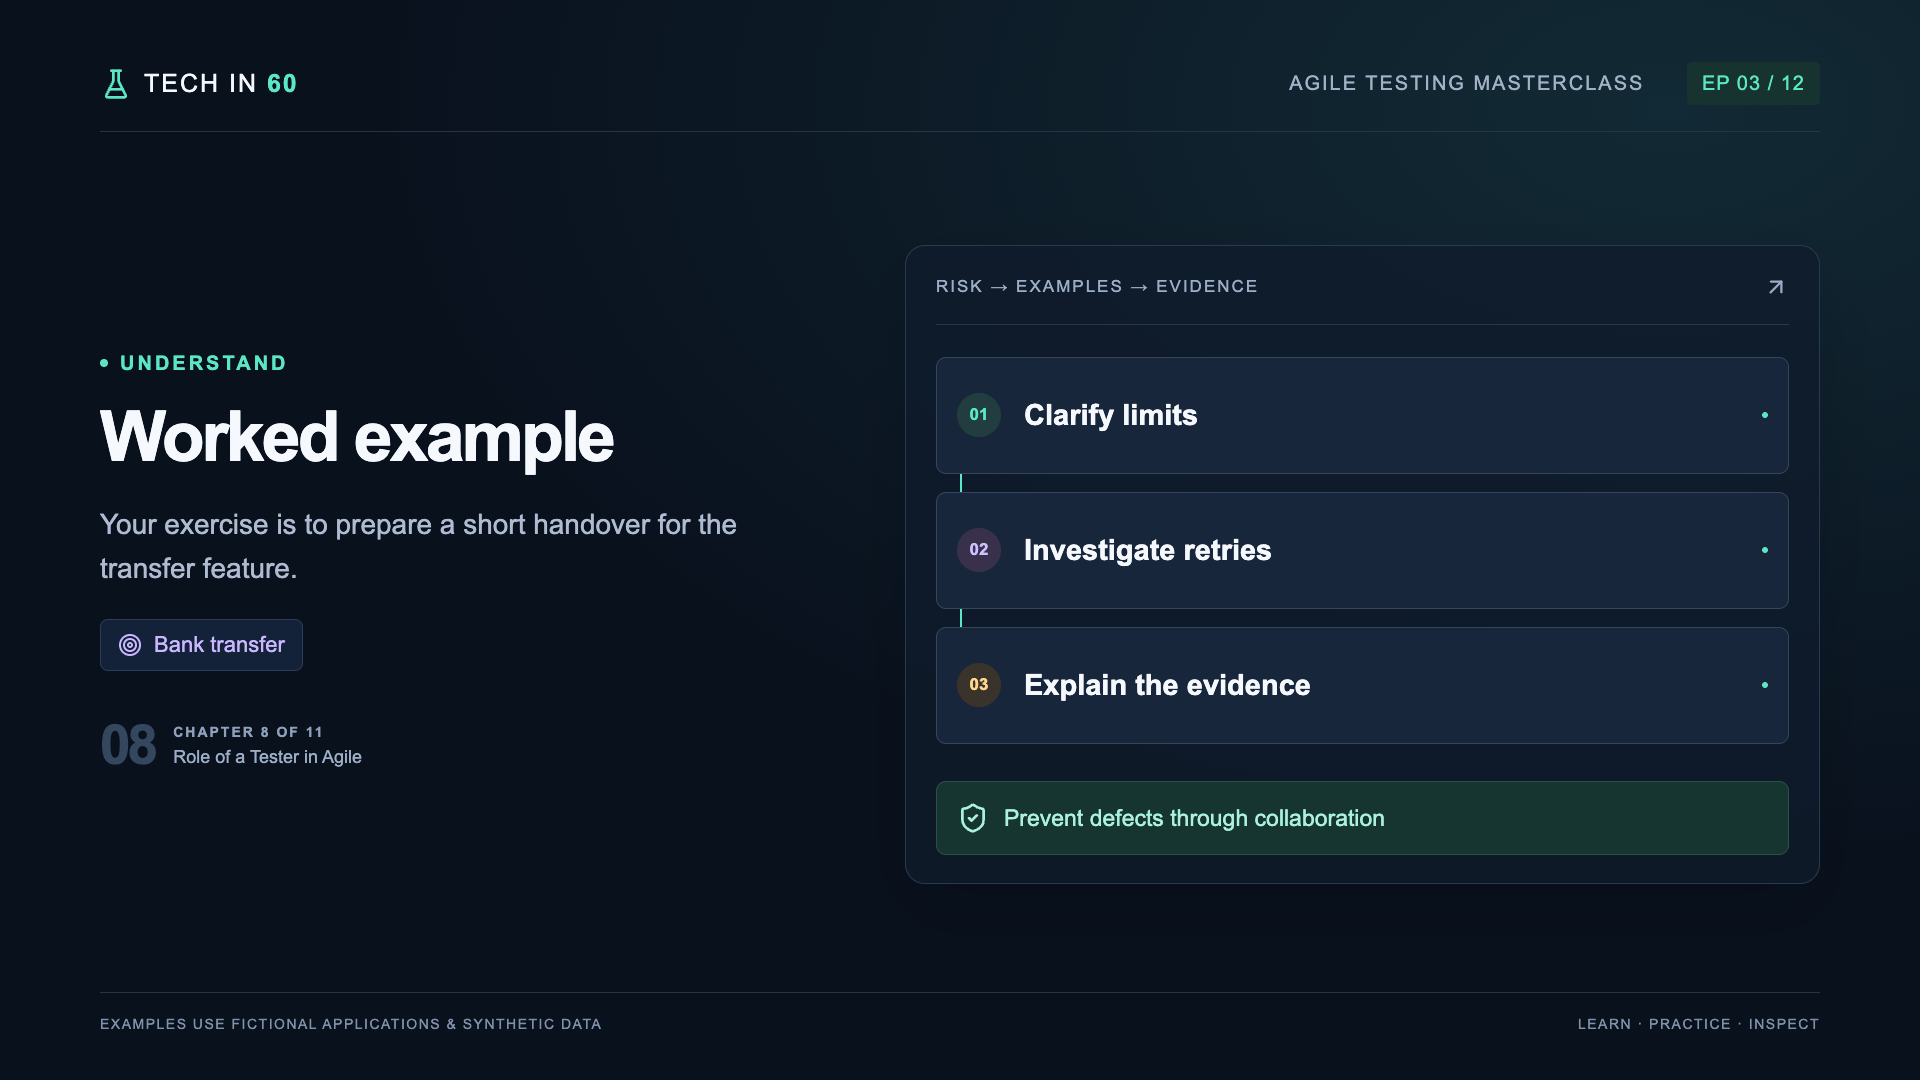 TECH IN 60
AGILE TESTING MASTERCLASS
EP 03 / 12
UNDERSTAND
Worked example
Your exercise is to prepare a short handover for the
transfer feature.
Bank transfer
08
CHAPTER 8 OF 11
Role of a Tester in Agile
RISK → EXAMPLES → EVIDENCE
01
Clarify limits
02
Investigate retries
03
Explain the evidence
Prevent defects through collaboration
EXAMPLES USE FICTIONAL APPLICATIONS & SYNTHETIC DATA
LEARN · PRACTICE · INSPECT